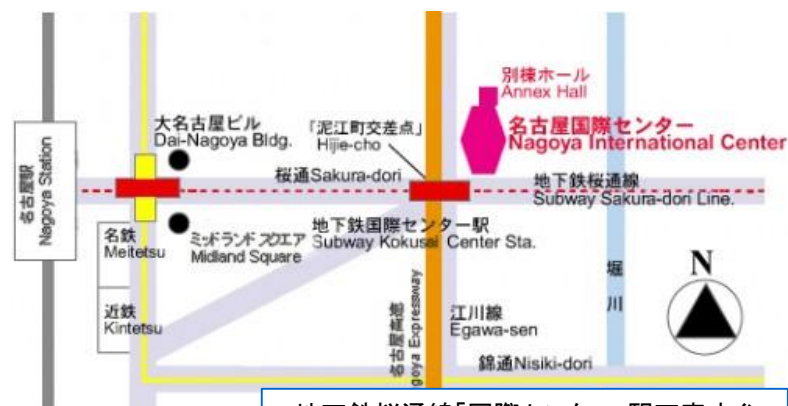 別棟ホール
Annex Hall
名古屋国際センター
Nagoya International Center
大名古屋ビル
Dai-Nagoya Bldg.
「泥江町交差点」
Hijie-cho
名古屋駅
Nagoya Station
桜通Sakura-dori
地下鉄桜通線
Subway Sakura-dori Line.
名鉄
Meitetsu
ミッドランド スクエア
Midland Square
地下鉄国際センター駅
Subway Kokusai Center Sta.
堀川
N
近鉄
Kintetsu
名古屋高速
goya Expressway
江川線
Egawa-sen
錦通Nisiki-dori